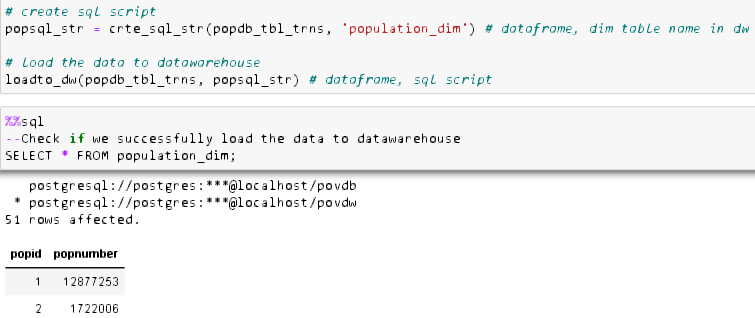 # create sql script
popsql_str = crte_sql_str(popdb_tbl_trns, 'population_dim') # dataframe, dim table name in dw
# Load the data to datawarehouse
loadto_dw(popdb_tbl_trns, popsql_str) # dataframe, sql script
%%sql
--Check if we successfully load the data to datawarehouse
SELECT * FROM population_dim;
postgresql://postgres:***@localhost/povdb
* postgresql://postgres:***@localhost/povdw
51 rows affected.
popid popnumber
1 12877253
2 1722006